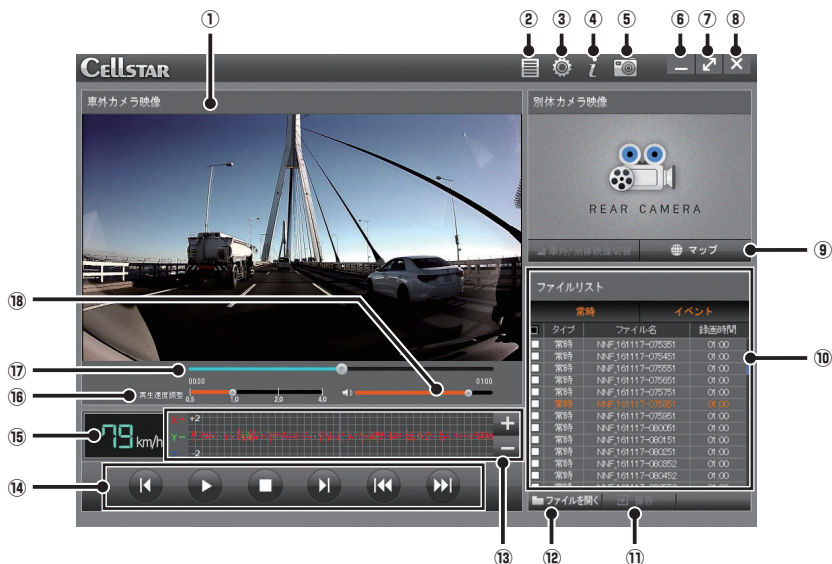 ① ② ③ ④ ⑤ ⑥ ⑦ ⑧
CELLSTAR
車外カメラ映像
別体カメラ映像
REAR CAMERA
車外/別体映像切替 マップ
⑨
ファイルリスト
常時 イベント
タイプ ファイル名 録画時間
常時 NNF_161117-075351 01:00
常時 NNF_161117-075451 01:00
常時 NNF_161117-075551 01:00
常時 NNF_161117-075651 01:00
常時 NNF_161117-075751 01:00
常時 NNF_161117-075851 01:00
常時 NNF_161117-075951 01:00
常時 NNF_161117-080051 01:00
常時 NNF_161117-080151 01:00
常時 NNF_161117-080251 01:00
常時 NNF_161117-080352 01:00
常時 NNF_161117-080452 01:00
⑩
ファイルを開く 保存
⑫ ⑪
⑱
⑰
00:30 01:00
⑯ 再生速度調整
0.5 1.0 2.0 4.0
⑮ 79 km/h
X +2
Y
-2
⑬
⑭